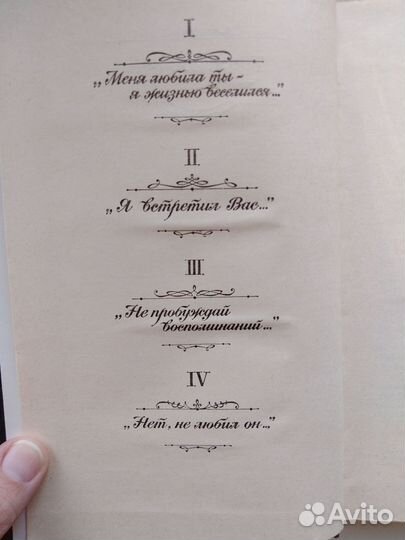 I.
„Меня любила ты -
я жизнью веселился..."
II
„Я встретил Вас..."
III
„Не пробуждай
воспоминаний..."
IV
„Нет, не любил он..."
Avito